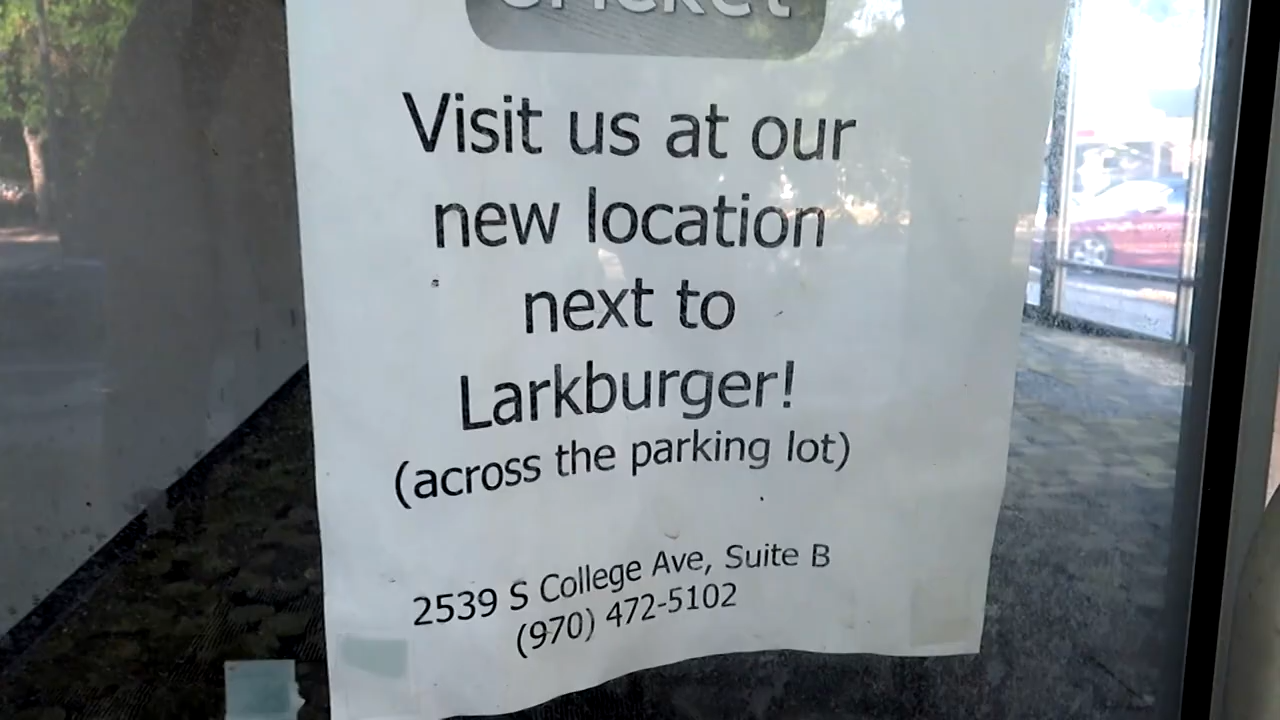 cricket
Visit us at our
new location
next to
Larkburger!
(across the parking lot)
2539 S College Ave, Suite B
(970) 472-5102